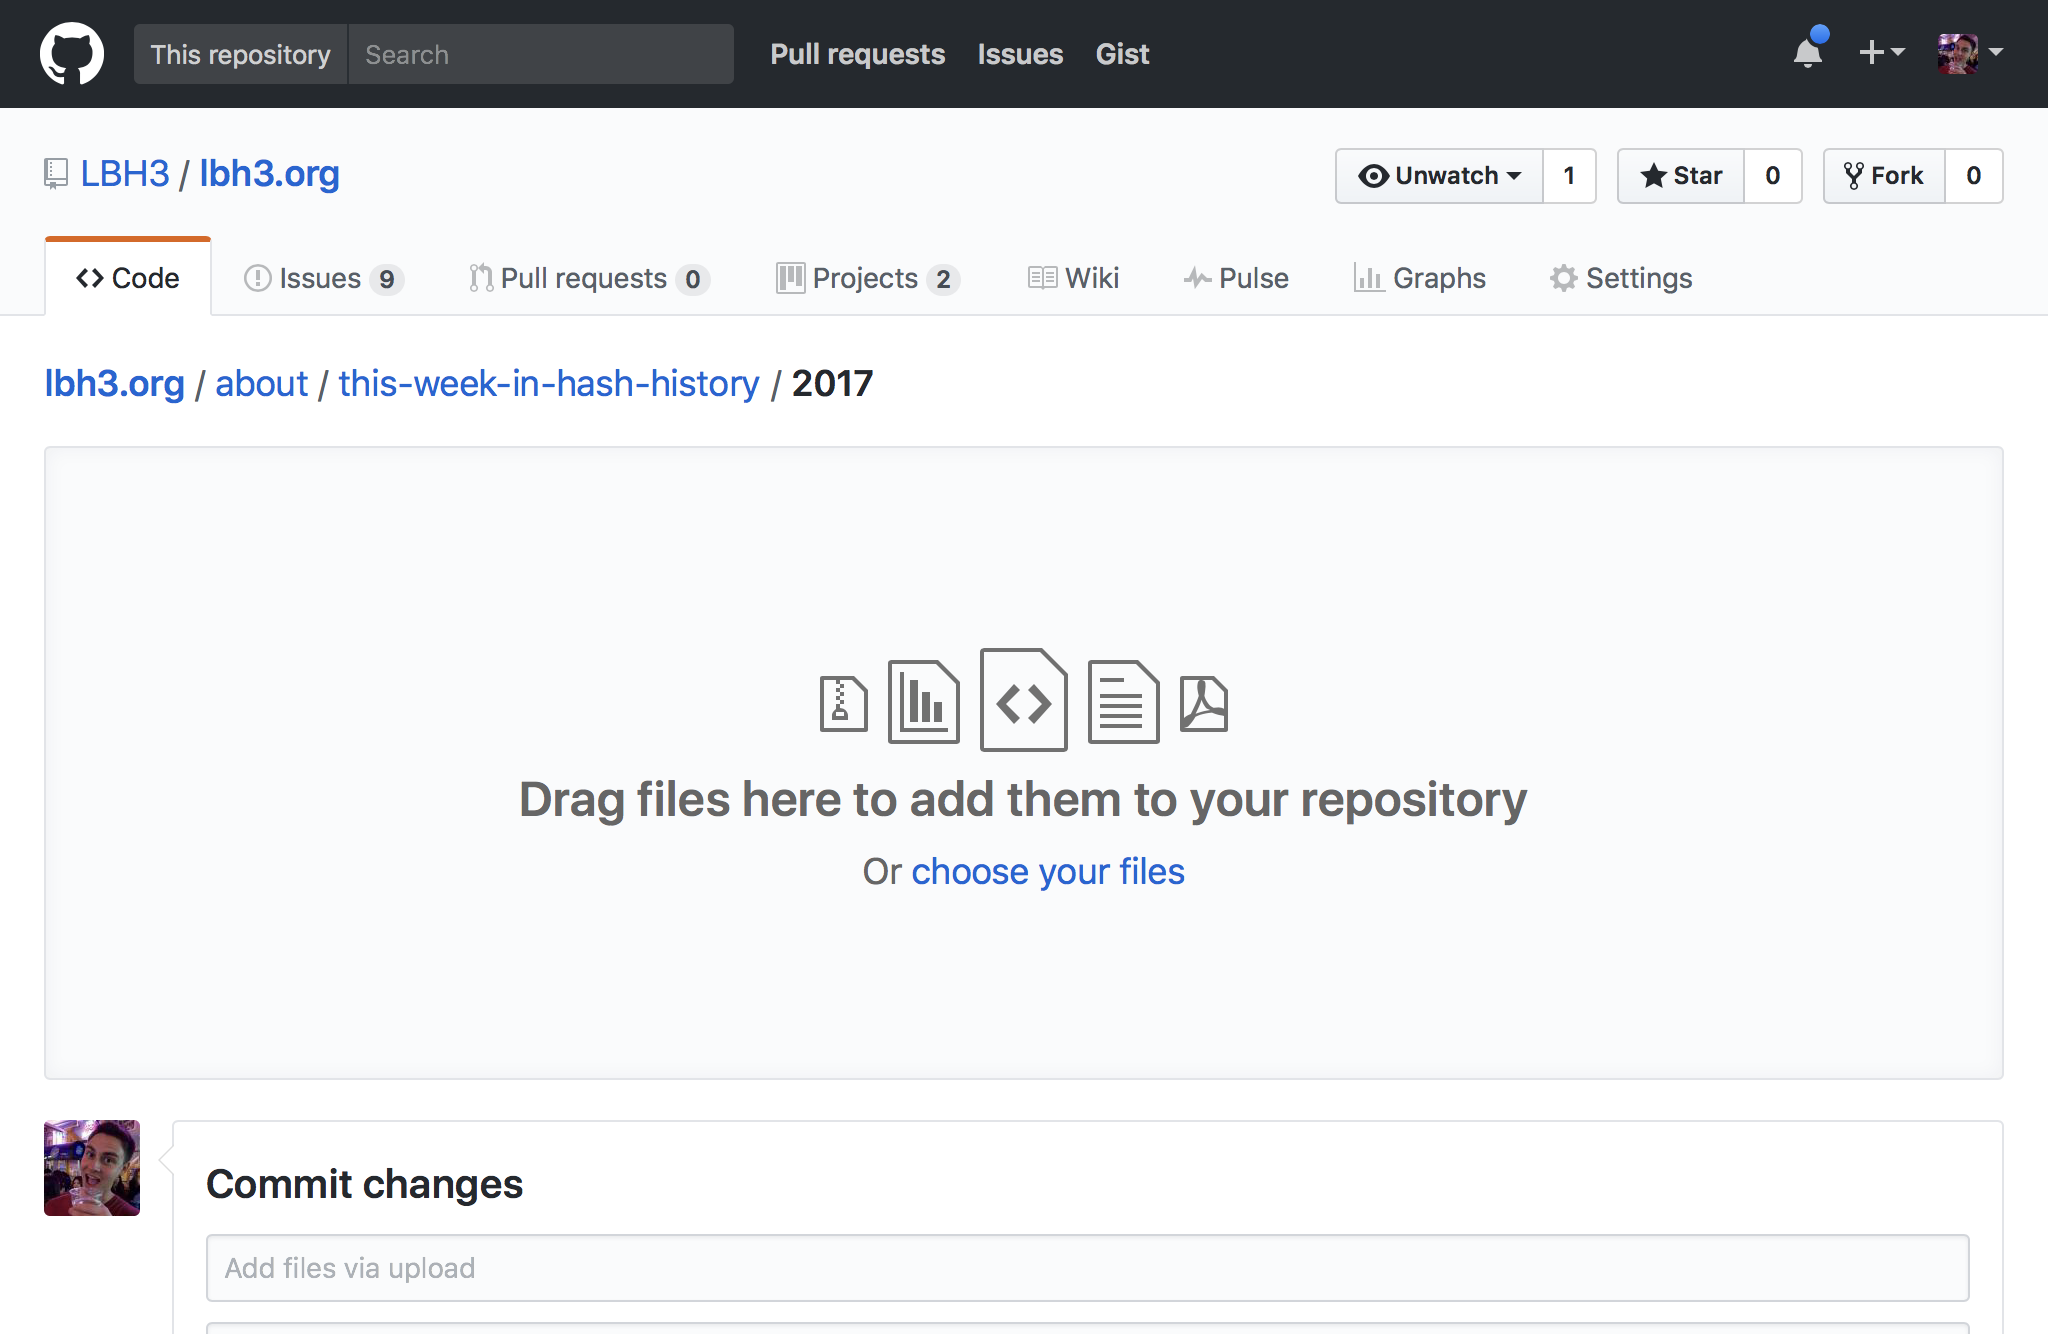 This repository Search Pull requests Issues Gist
LBH3 / lbh3.org Unwatch 1 Star 0 Fork 0
Code Issues 9 Pull requests 0 Projects 2 Wiki Pulse Graphs Settings
lbh3.org / about / this-week-in-hash-history / 2017
Drag files here to add them to your repository
Or choose your files
Commit changes
Add files via upload